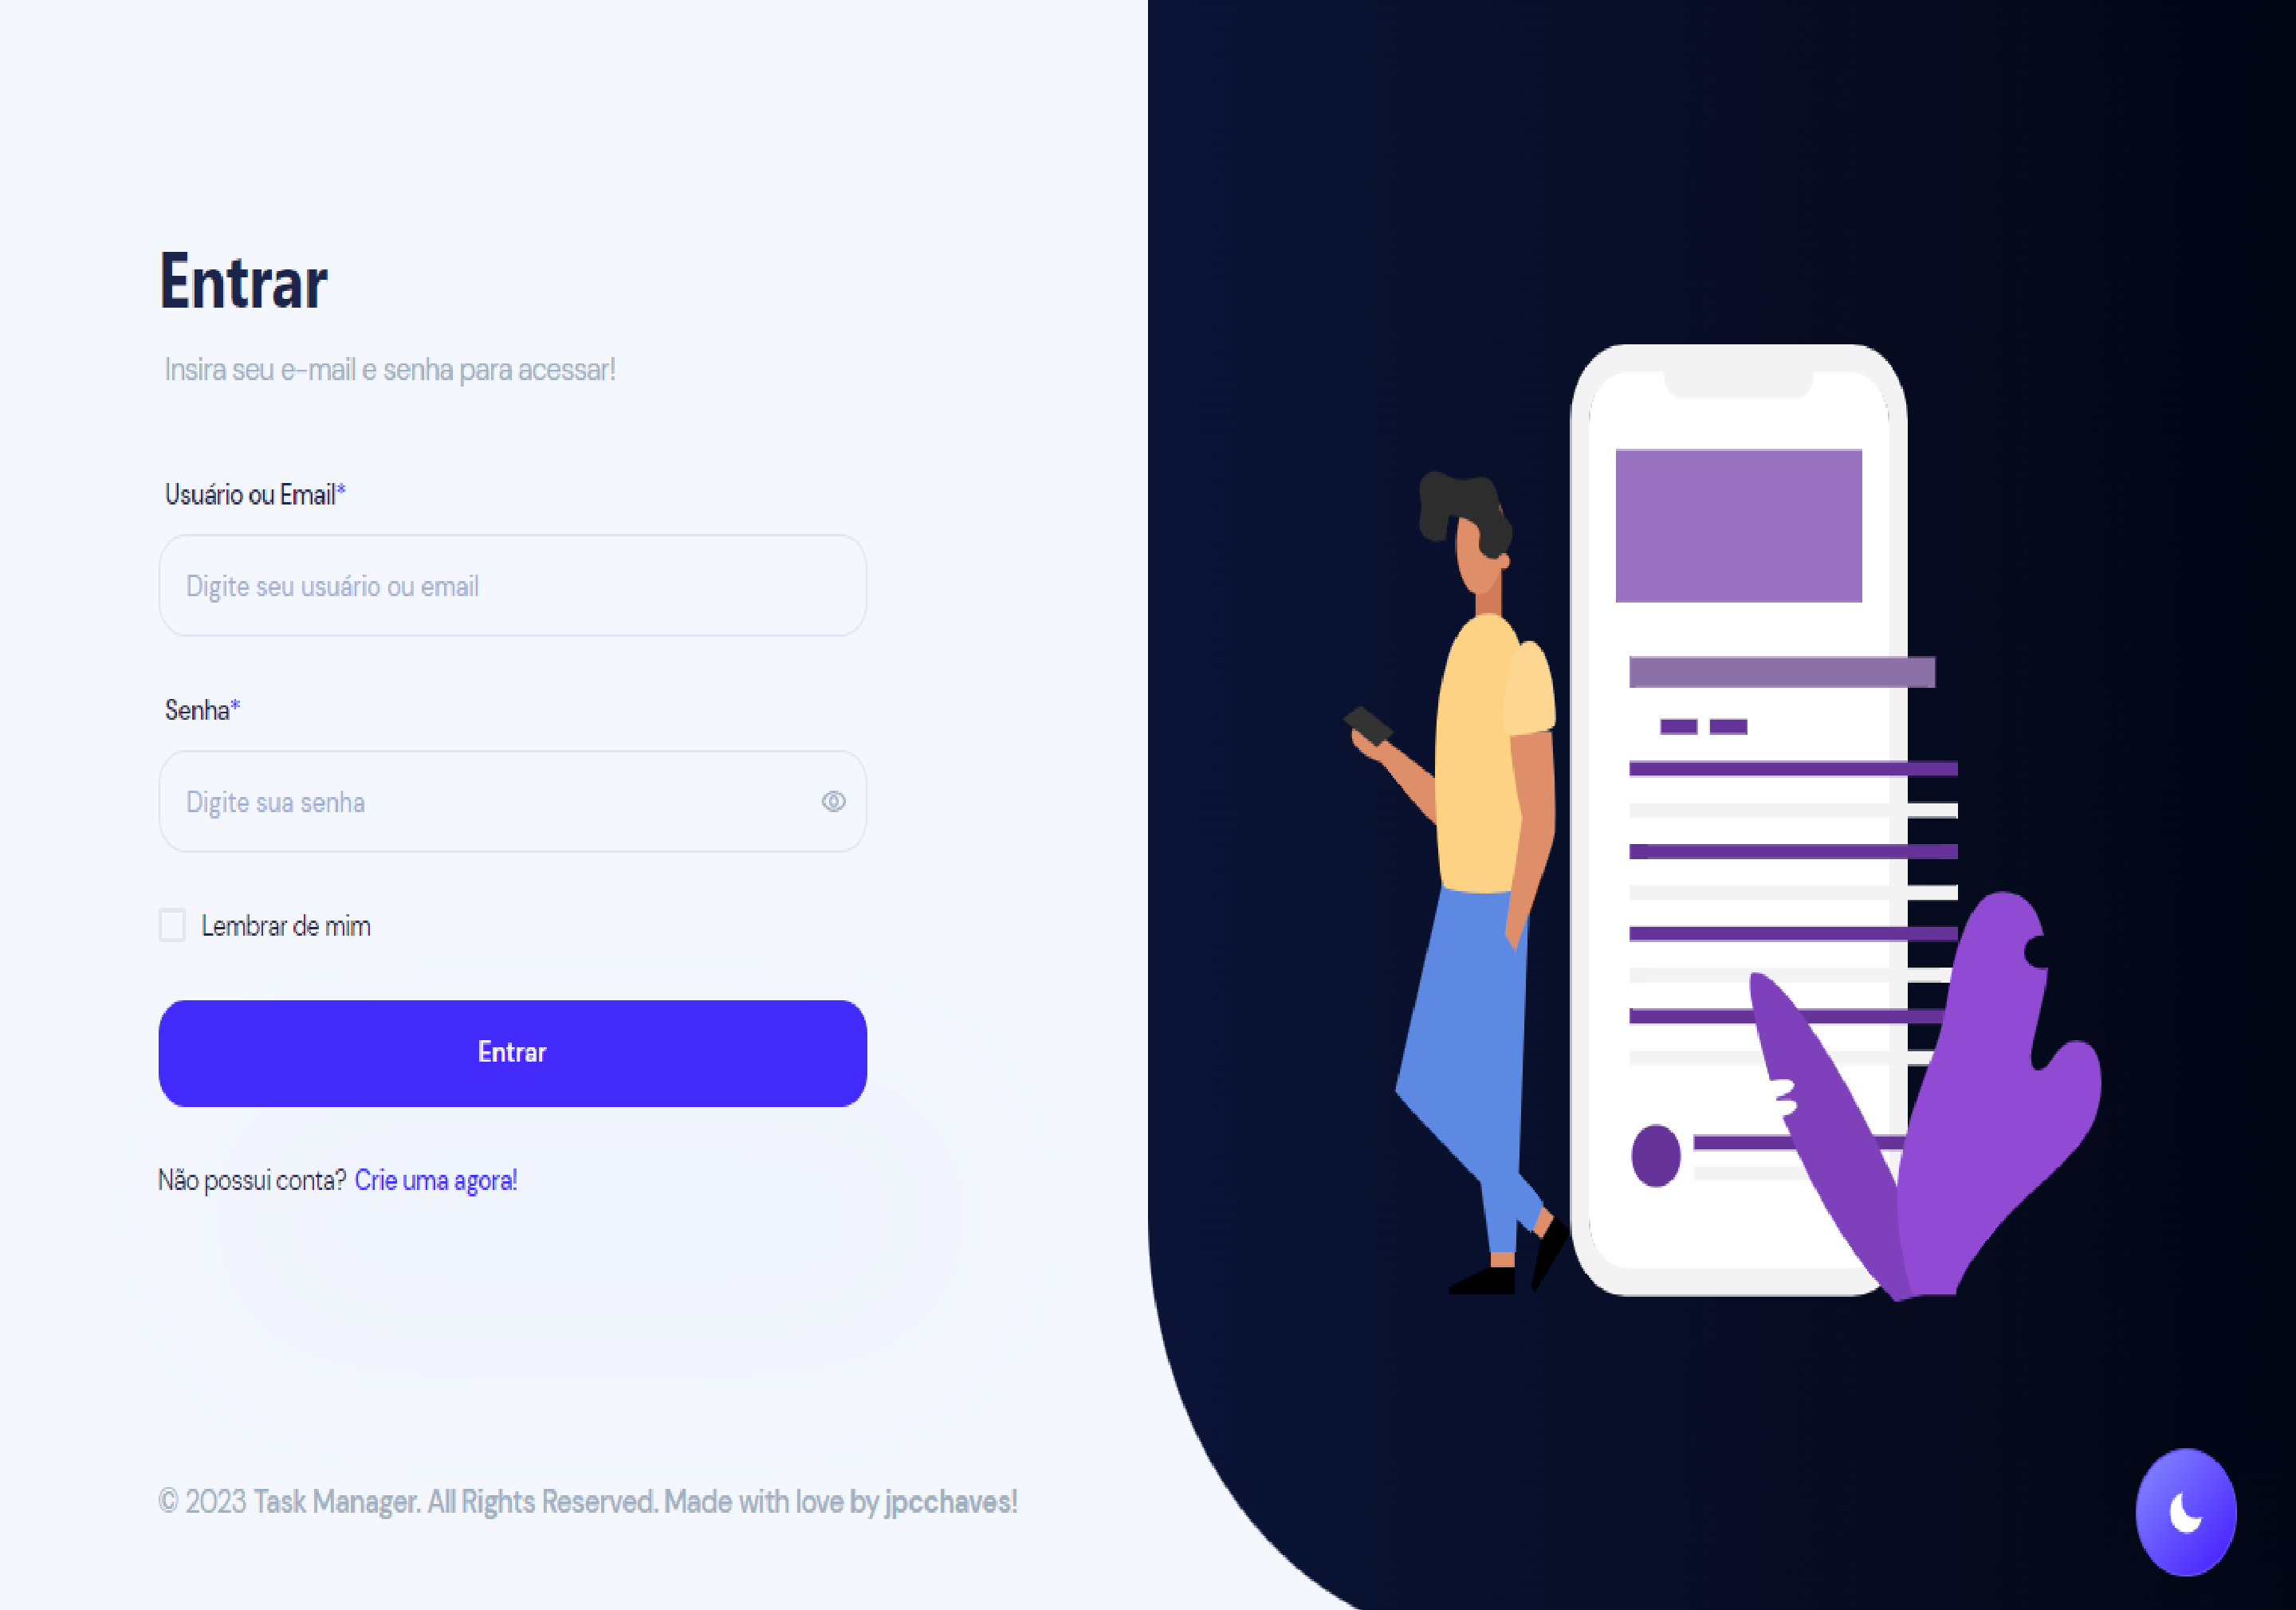 Entrar
Insira seu e-mail e senha para acessar!
Usuário ou Email*
Digite seu usuário ou email
Senha*
Digite sua senha
Lembrar de mim
Entrar
Não possui conta? Crie uma agora!
© 2023 Task Manager. All Rights Reserved. Made with love by jpcchaves!